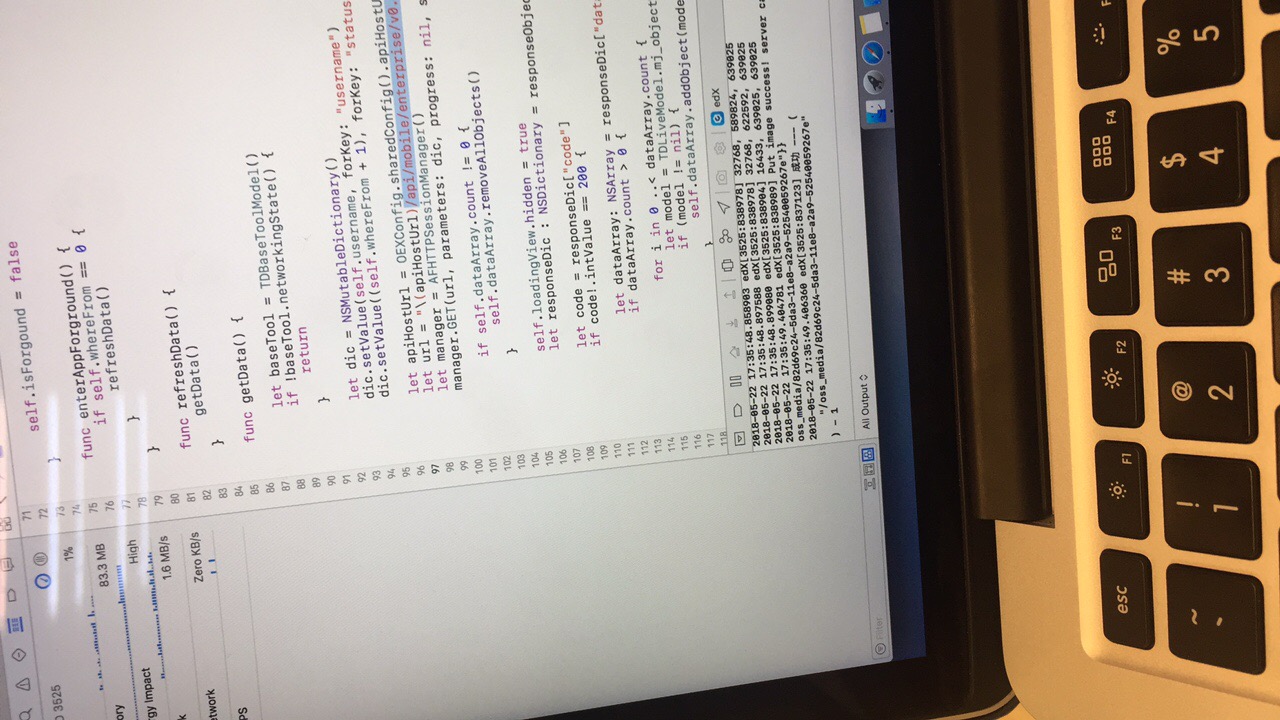 3525
1%
ory
83.3 MB
rgy Impact
High
k
1.6 MB/s
etwork
Zero KB/s
PS
71
72
73
74
75
76
77
78
79
80
81
82
83
84
85
86
87
88
89
90
91
92
93
94
95
96
97
98
99
100
101
102
103
104
105
106
107
108
109
110
111
112
113
114
115
116
117
118
self.isForgound = false
}
func enterAppForground() {
if self.whereFrom == 0 {
refreshData()
}
}
func refreshData() {
getData()
}
func getData() {
let baseTool = TDBaseToolModel()
if !baseTool.networkingState() {
return
}
let dic = NSMutableDictionary()
dic.setValue(self.username, forKey: "username")
dic.setValue((self.whereFrom + 1), forKey: "status
let apiHostUrl = OEXConfig.sharedConfig().apiHostU
let url = "\(apiHostUrl)/api/mobile/enterprise/v0.
let manager = AFHTTPSessionManager()
manager.GET(url, parameters: dic, progress: nil, s
if self.dataArray.count != 0 {
self.dataArray.removeAllObjects()
}
self.loadingView.hidden = true
let responseDic : NSDictionary = responseObjec
let code = responseDic["code"]
if code!.intValue == 200 {
let dataArray: NSArray = responseDic["dat
if dataArray.count > 0 {
for i in 0 ..< dataArray.count {
let model = TDLiveModel.mj_object
if (model != nil) {
self.dataArray.addObject(mode
}
edX
2018-05-22 17:35:48.858903 edX[3525:838978] 32768, 589824, 639025
2018-05-22 17:35:48.897588 edX[3525:838978] 32768, 622592, 639025
2018-05-22 17:35:48.899080 edX[3525:838904] 16433, 639025, 639025
2018-05-22 17:35:49.404781 edX[3525:838989] Put image success! server ca
oss_media/82d69c24-5da3-11e8-a2a9-52540059267e"}}
2018-05-22 17:35:49.406360 edX[3525:837123] 成功 --- (
"/oss_media/82d69c24-5da3-11e8-a2a9-52540059267e"
) - 1
Filter
All Output
esc
F1
F2
F3
F4
F
~
`
!
1
@
2
#
3
$
4
%
5